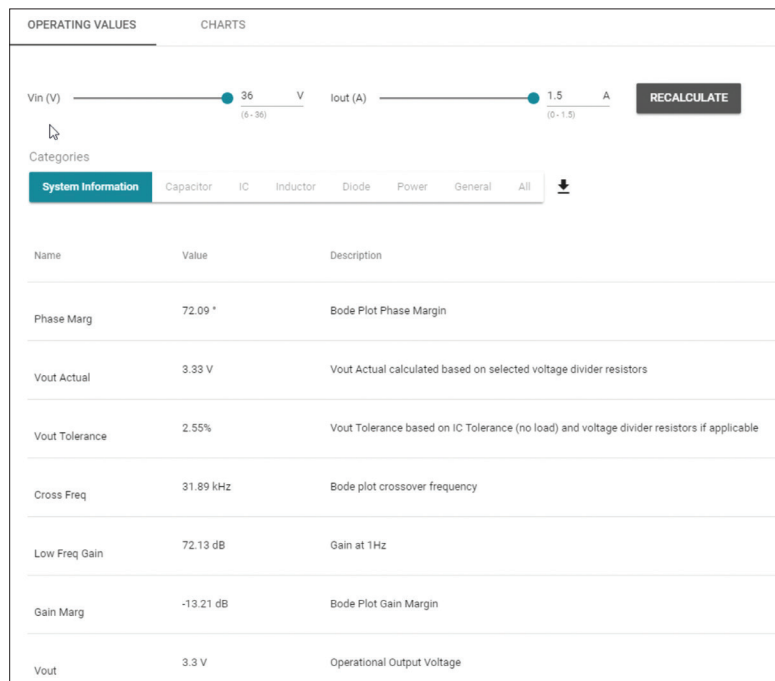 OPERATING VALUES CHARTS
Vin (V) 36 V Iout (A) 1.5 A RECALCULATE
(6 - 36) (0 - 1.5)
Categories
System Information Capacitor IC Inductor Diode Power General All
Name Value Description
Phase Marg 72.09 ° Bode Plot Phase Margin
Vout Actual 3.33 V Vout Actual calculated based on selected voltage divider resistors
Vout Tolerance 2.55% Vout Tolerance based on IC Tolerance (no load) and voltage divider resistors if applicable
Cross Freq 31.89 kHz Bode plot crossover frequency
Low Freq Gain 72.13 dB Gain at 1Hz
Gain Marg -13.21 dB Bode Plot Gain Margin
Vout 3.3 V Operational Output Voltage